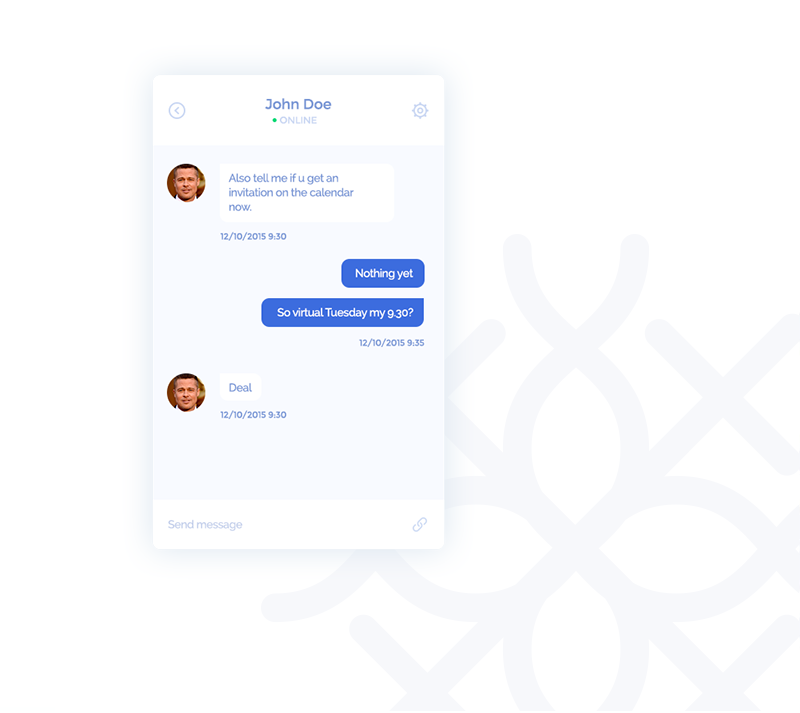 John Doe
ONLINE
Also tell me if u get an
invitation on the calendar
now.
12/10/2015 9:30
Nothing yet
So virtual Tuesday my 9.30?
12/10/2015 9:35
Deal
12/10/2015 9:30
Send message